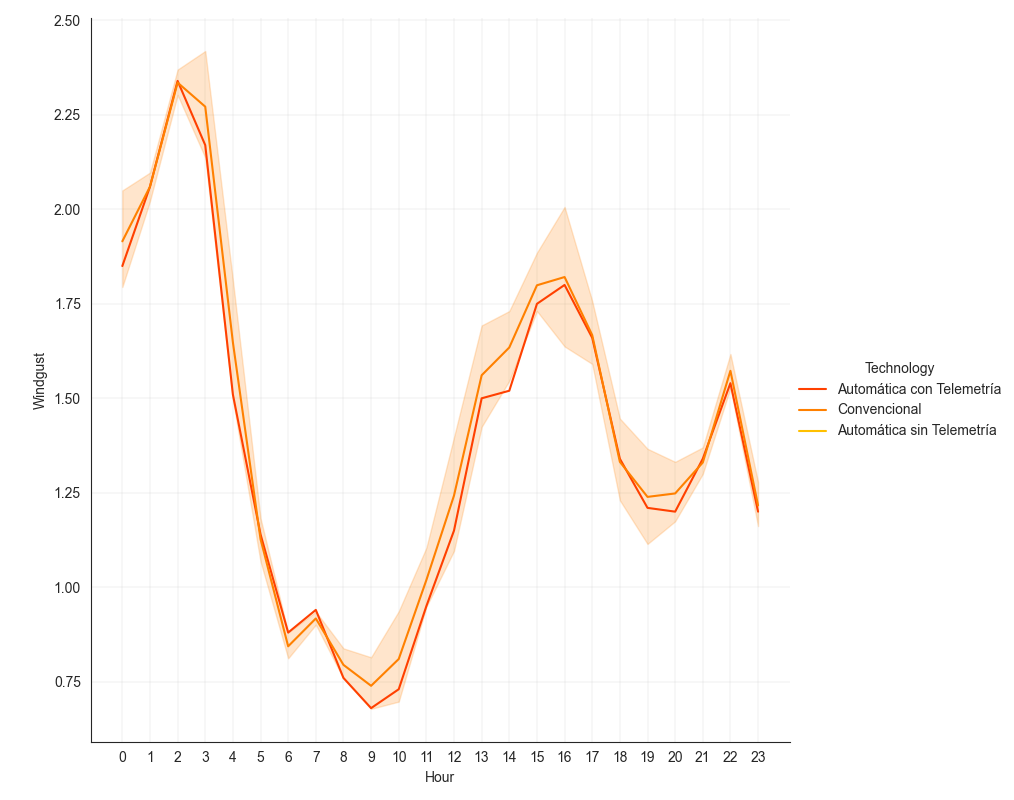 2.50
2.25
2.00
1.75
1.50
1.25
1.00
0.75
Windgust
0 1 2 3 4 5 6 7 8 9 10 11 12 13 14 15 16 17 18 19 20 21 22 23
Hour
Technology
Automática con Telemetría
Convencional
Automática sin Telemetría